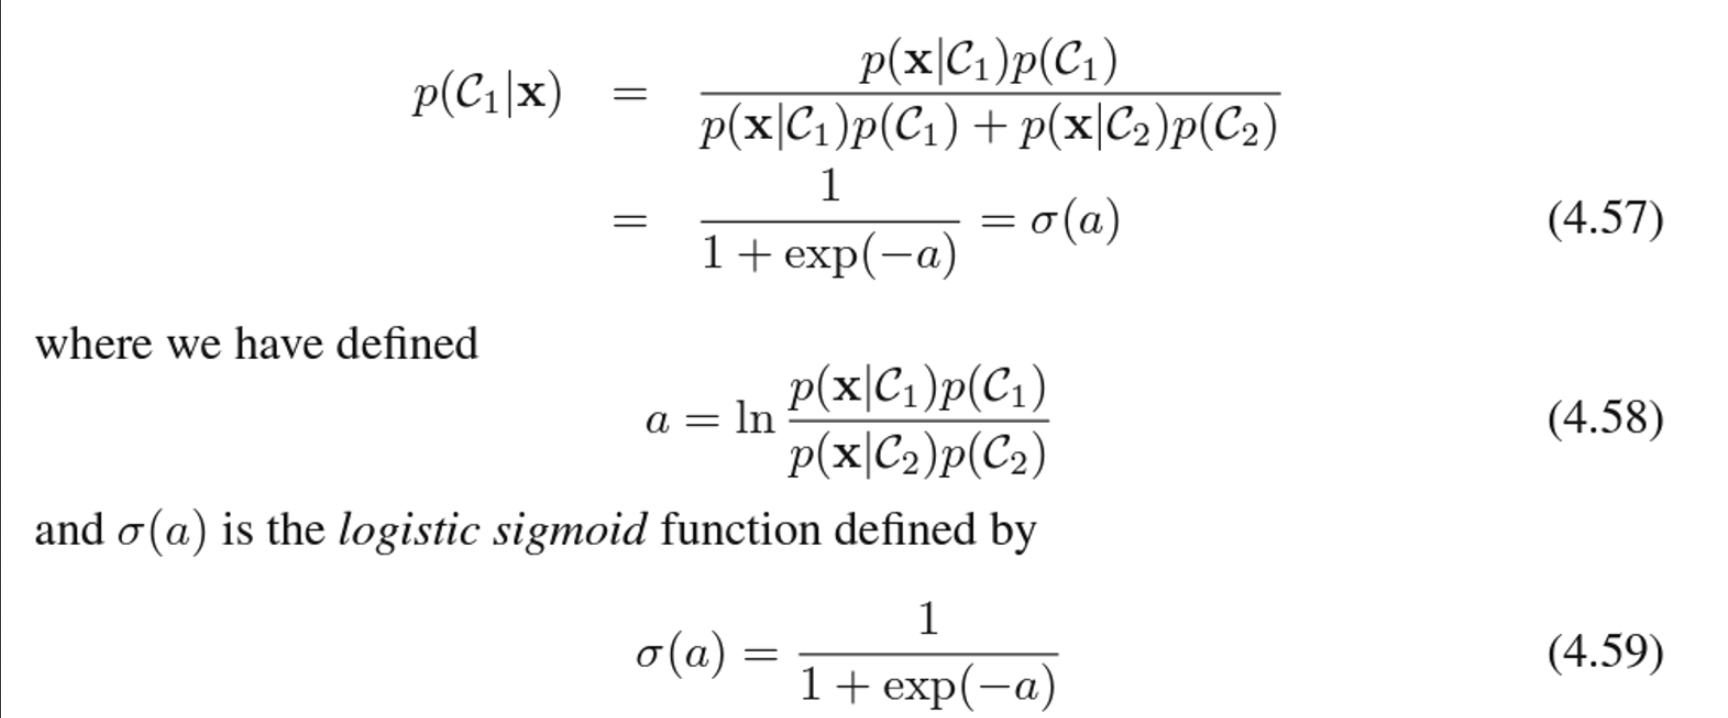 p(C₁|x) = p(x|C₁)p(C₁) / p(x|C₁)p(C₁) + p(x|C₂)p(C₂)
= 1 / 1 + exp(−a) = σ(a) (4.57)
where we have defined
a = ln p(x|C₁)p(C₁) / p(x|C₂)p(C₂) (4.58)
and σ(a) is the logistic sigmoid function defined by
σ(a) = 1 / 1 + exp(−a) (4.59)